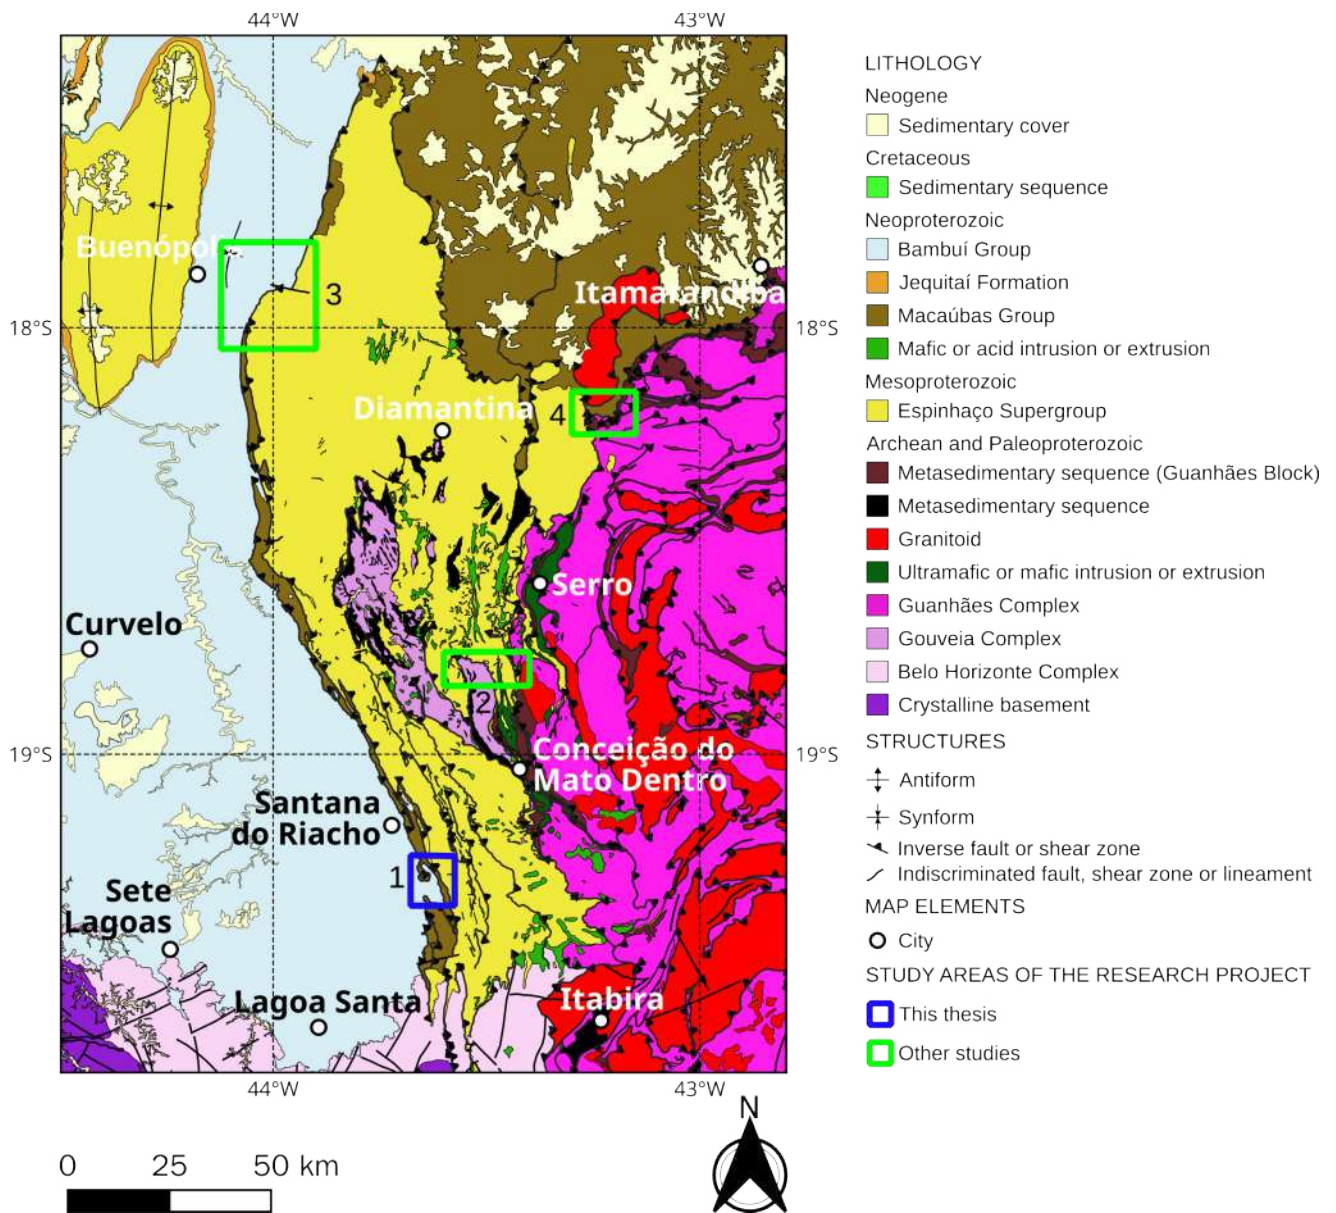 44°W
43°W
Buenópolis
3
Itamarandiba
18°S
18°S
Diamantina
4
Serro
Curvelo
2
19°S
19°S
Conceição do
Mato Dentro
Santana
do Riacho
1
Sete
Lagoas
Lagoa Santa
Itabira
44°W
43°W
0 25 50 km
N
LITHOLOGY
Neogene
Sedimentary cover
Cretaceous
Sedimentary sequence
Neoproterozoic
Bambuí Group
Jequitaí Formation
Macaúbas Group
Mafic or acid intrusion or extrusion
Mesoproterozoic
Espinhaço Supergroup
Archean and Paleoproterozoic
Metasedimentary sequence (Guanhães Block)
Metasedimentary sequence
Granitoid
Ultramafic or mafic intrusion or extrusion
Guanhães Complex
Gouveia Complex
Belo Horizonte Complex
Crystalline basement
STRUCTURES
Antiform
Synform
Inverse fault or shear zone
Indiscriminated fault, shear zone or lineament
MAP ELEMENTS
City
STUDY AREAS OF THE RESEARCH PROJECT
This thesis
Other studies